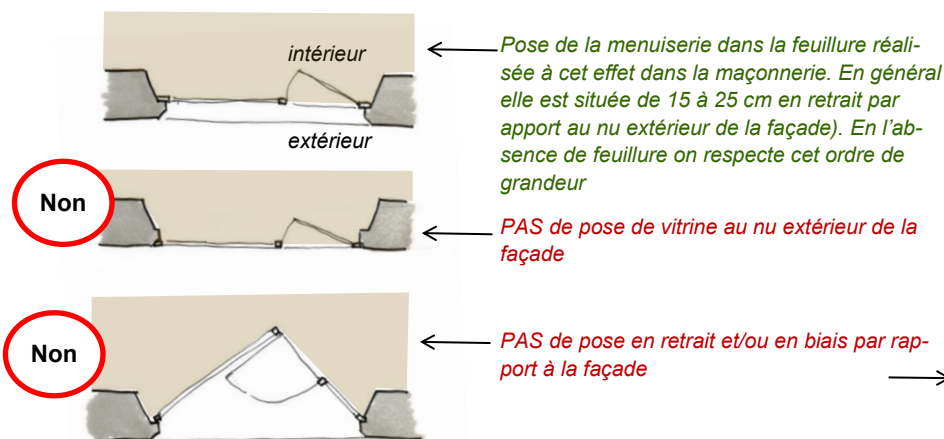 intérieur
extérieur
Pose de la menuiserie dans la feuillure réali-
sée à cet effet dans la maçonnerie. En général
elle est située de 15 à 25 cm en retrait par
apport au nu extérieur de la façade). En l'ab-
sence de feuillure on respecte cet ordre de
grandeur
Non
PAS de pose de vitrine au nu extérieur de la
façade
Non
PAS de pose en retrait et/ou en biais par rap-
port à la façade